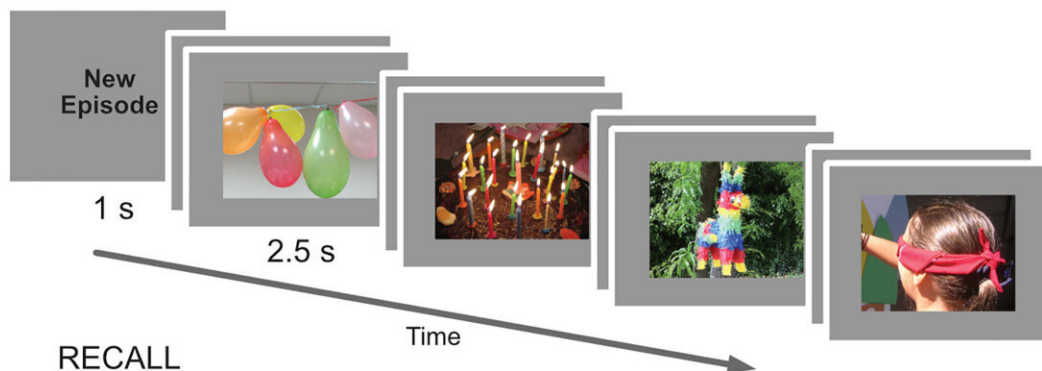 New
Episode
1 s
2.5 s
Time
RECALL